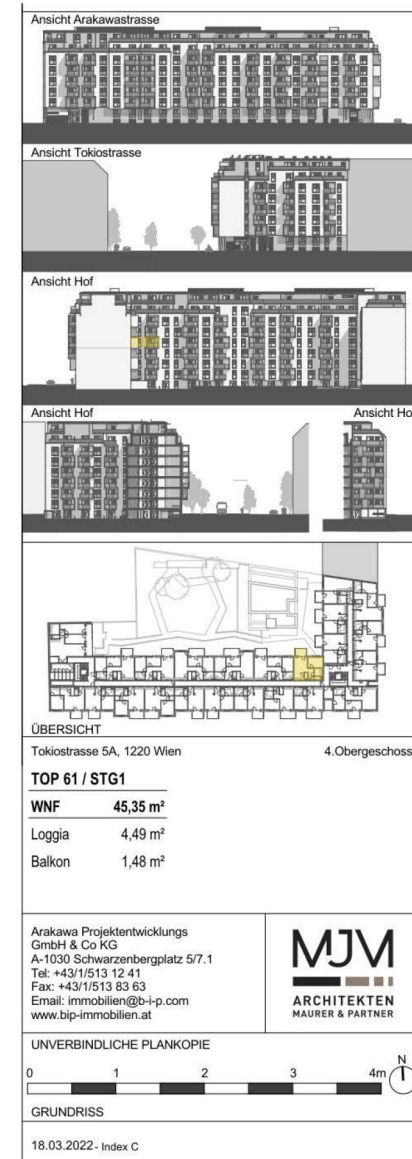 Ansicht Arakawastrasse
Ansicht Tokiostrasse
Ansicht Hof
Ansicht Hof Ansicht Ho
ÜBERSICHT
Tokiostrasse 5A, 1220 Wien 4.Obergeschoss
TOP 61 / STG1
WNF 45,35 m²
Loggia 4,49 m²
Balkon 1,48 m²
Arakawa Projektentwicklungs
GmbH & Co KG
A-1030 Schwarzenbergplatz 5/7.1
Tel: +43/1/513 12 41
Fax: +43/1/513 83 63
Email: immobilien@b-i-p.com
www.bip-immobilien.at
MJM
ARCHITEKTEN
MAURER & PARTNER
UNVERBINDLICHE PLANKOPIE
N
0 1 2 3 4m
GRUNDRISS
18.03.2022- Index C